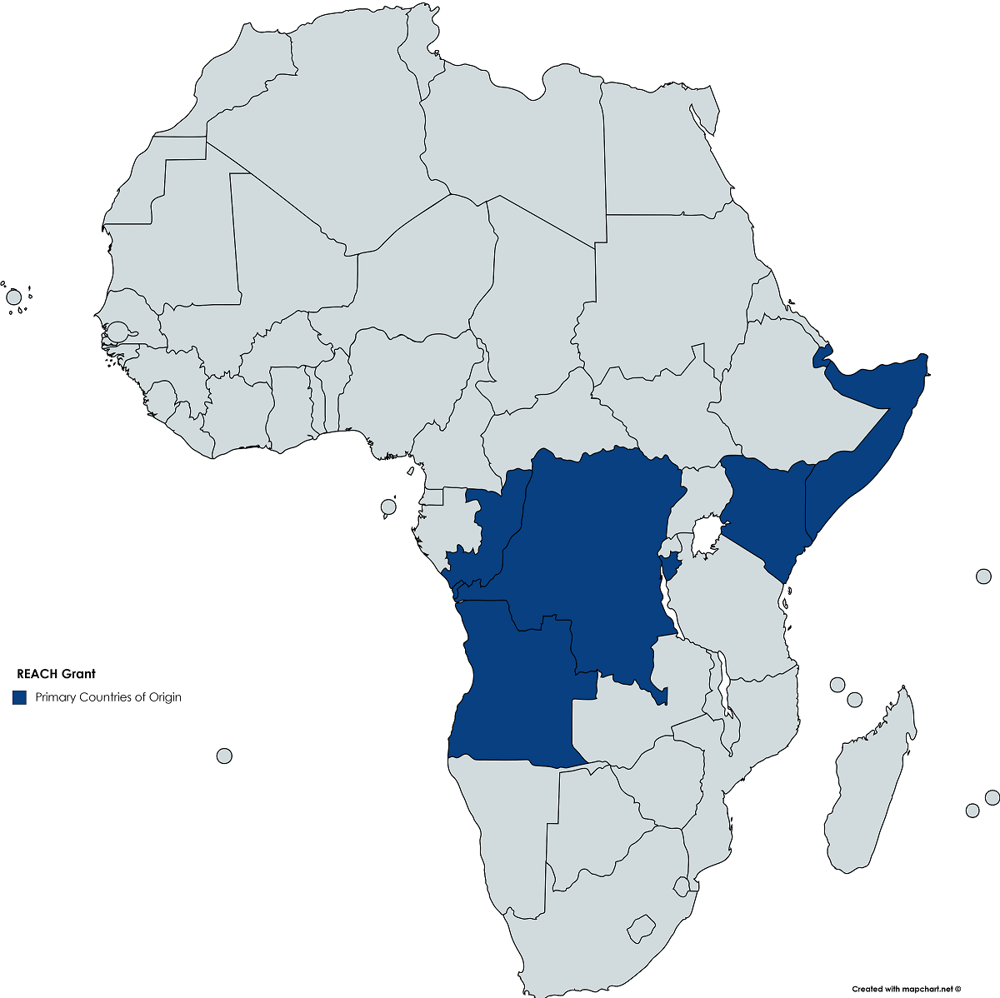 REACH Grant
Primary Countries of Origin
Created with mapchart.net ©